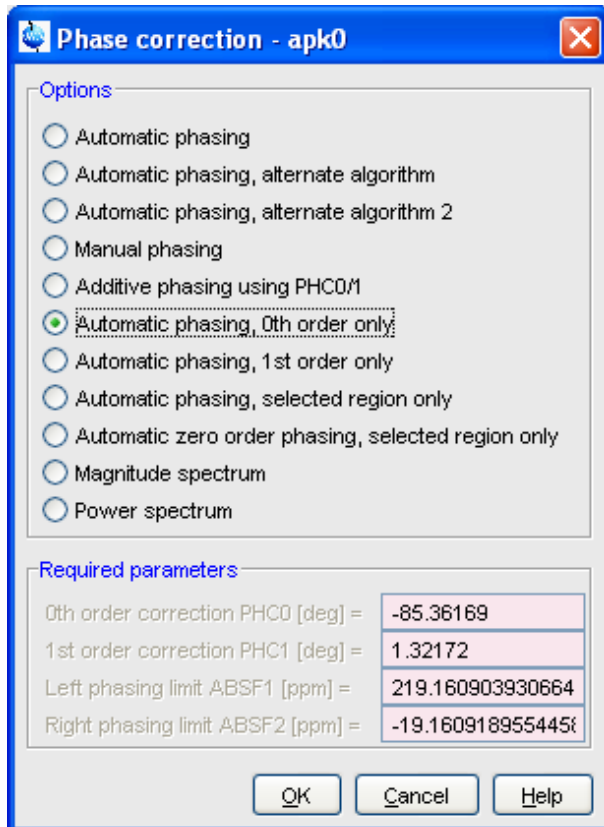 Phase correction - apk0
Options
Automatic phasing
Automatic phasing, alternate algorithm
Automatic phasing, alternate algorithm 2
Manual phasing
Additive phasing using PHC0/1
Automatic phasing, 0th order only
Automatic phasing, 1st order only
Automatic phasing, selected region only
Automatic zero order phasing, selected region only
Magnitude spectrum
Power spectrum
Required parameters
0th order correction PHC0 [deg] = -85.36169
1st order correction PHC1 [deg] = 1.32172
Left phasing limit ABSF1 [ppm] = 219.160903930664
Right phasing limit ABSF2 [ppm] = -19.1609189554458
OK Cancel Help